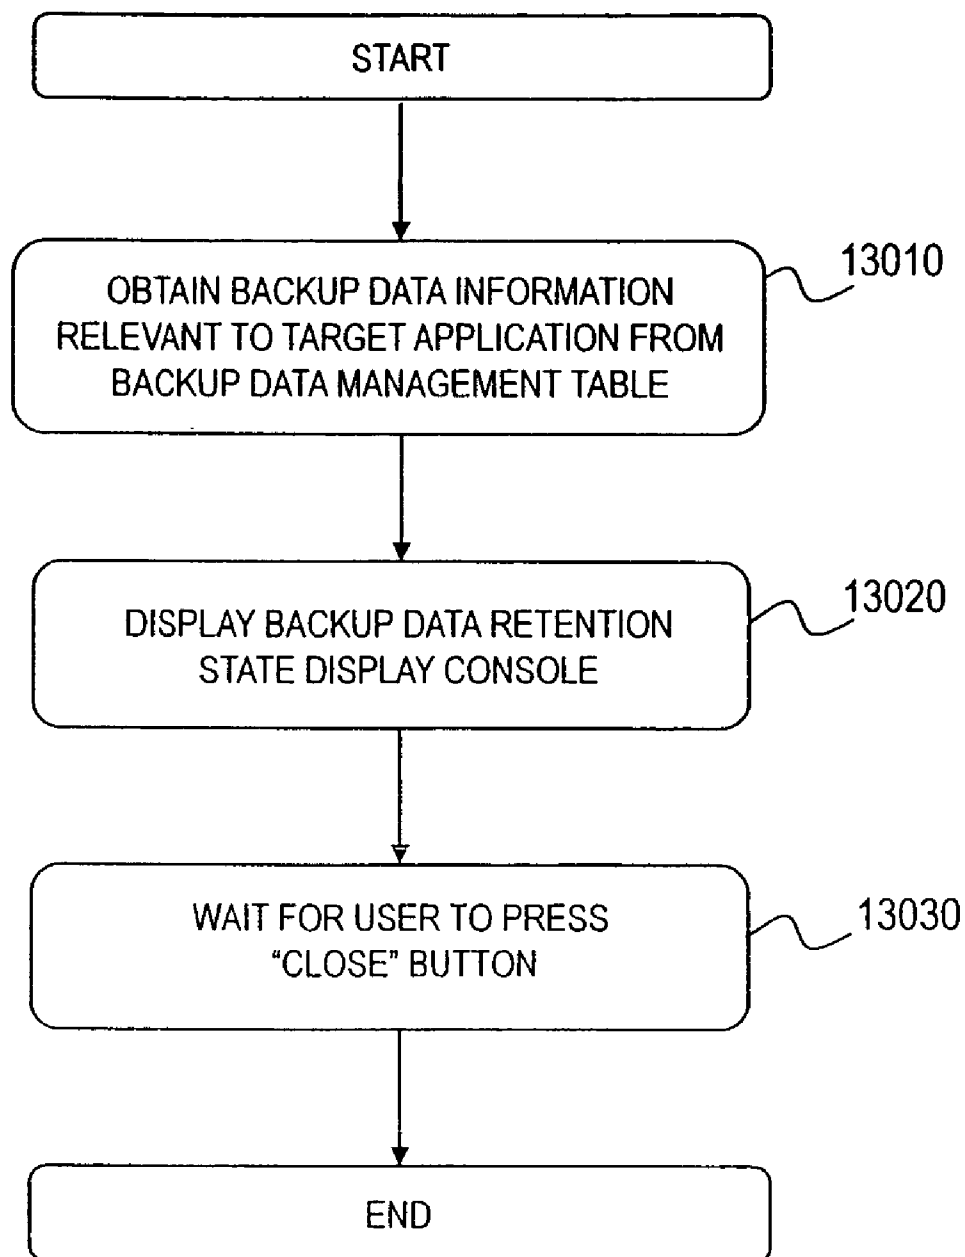 START
OBTAIN BACKUP DATA INFORMATION
RELEVANT TO TARGET APPLICATION FROM
BACKUP DATA MANAGEMENT TABLE
13010
DISPLAY BACKUP DATA RETENTION
STATE DISPLAY CONSOLE
13020
WAIT FOR USER TO PRESS
“CLOSE” BUTTON
13030
END